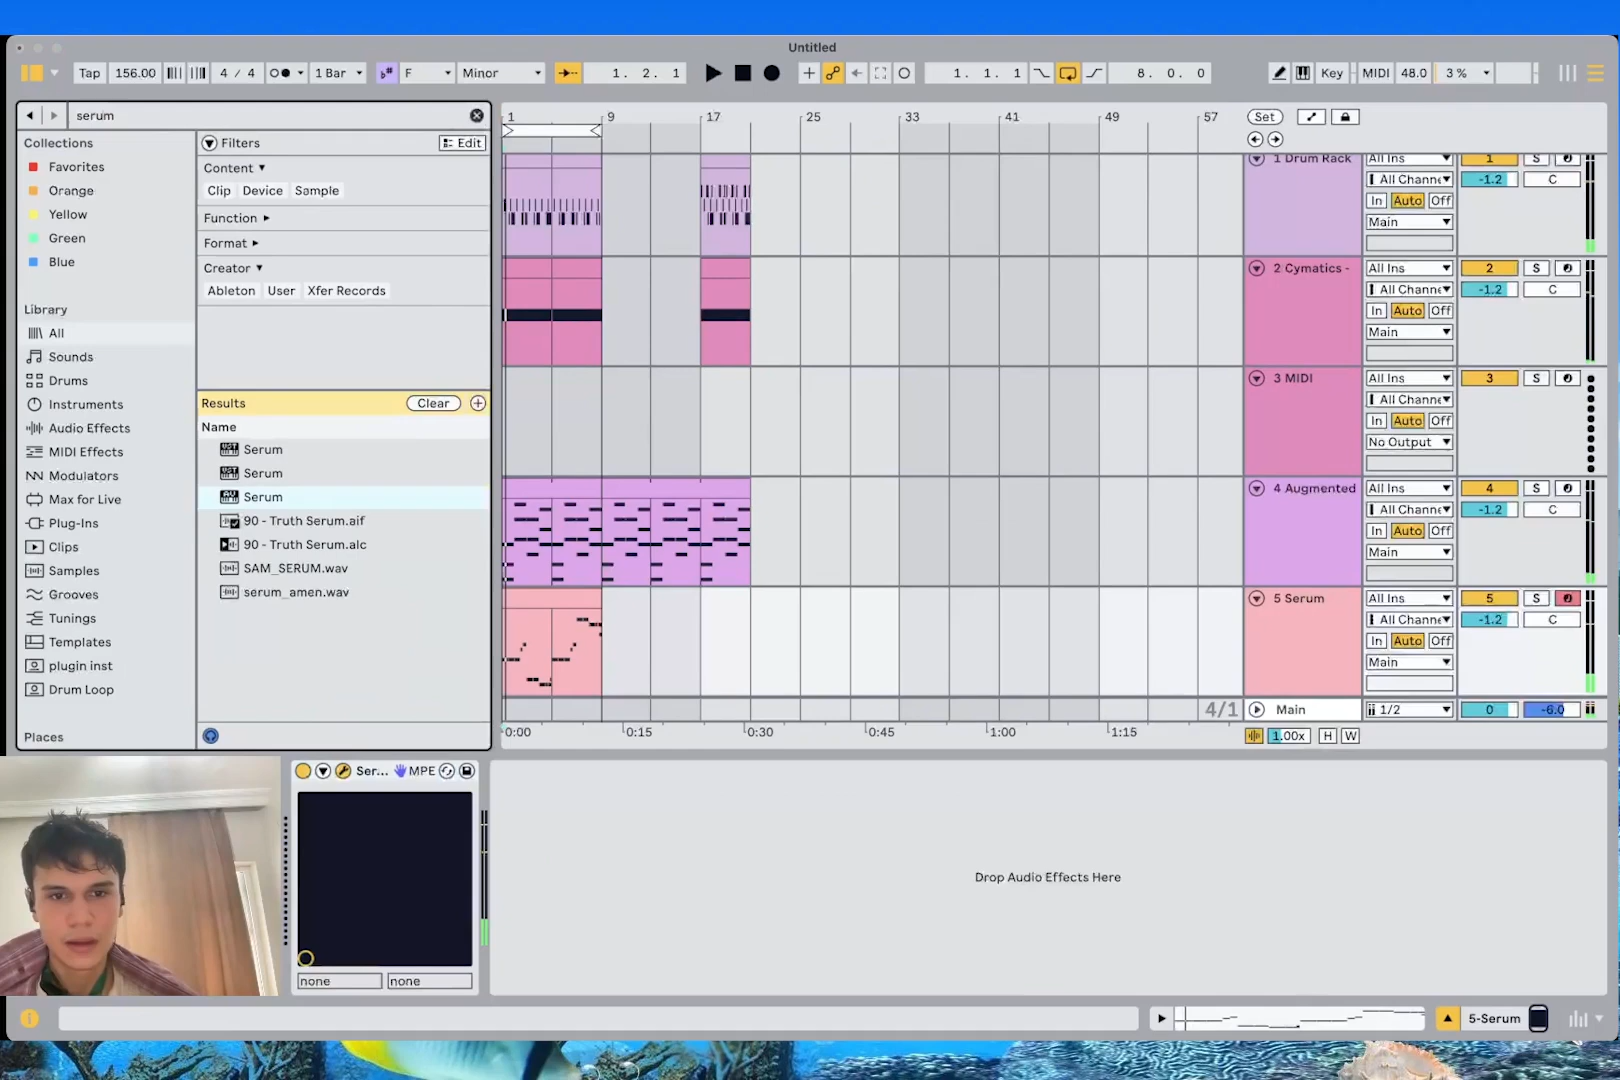 Untitled
Tap 156.00 4 / 4 1 Bar F Minor 1. 2. 1 1. 1. 1 8. 0. 0 Key MIDI 48.0 3 %
serum
Collections
Favorites
Orange
Yellow
Green
Blue
Library
All
Sounds
Drums
Instruments
Audio Effects
MIDI Effects
Modulators
Max for Live
Plug-Ins
Clips
Samples
Grooves
Tunings
Templates
plugin inst
Drum Loop
Places
Filters Edit
Content
Clip Device Sample
Function
Format
Creator
Ableton User Xfer Records
Results Clear
Name
Serum
Serum
Serum
90 - Truth Serum.aif
90 - Truth Serum.alc
SAM_SERUM.wav
serum_amen.wav
1 9 17 25 33 41 49 57
Set
1 Drum Rack All Ins 1 S
All Channe -1.2 C
In Auto Off
Main
2 Cymatics - All Ins 2 S
All Channe -1.2 C
In Auto Off
Main
3 MIDI All Ins 3 S
All Channe
In Auto Off
No Output
4 Augmented All Ins 4 S
All Channe -1.2 C
In Auto Off
Main
5 Serum All Ins 5 S
All Channe -1.2 C
In Auto Off
Main
4/1 Main 1/2 0 -6.0
0:00 0:15 0:30 0:45 1:00 1:15 1.00x H W
Ser... MPE
none none
Drop Audio Effects Here
5-Serum